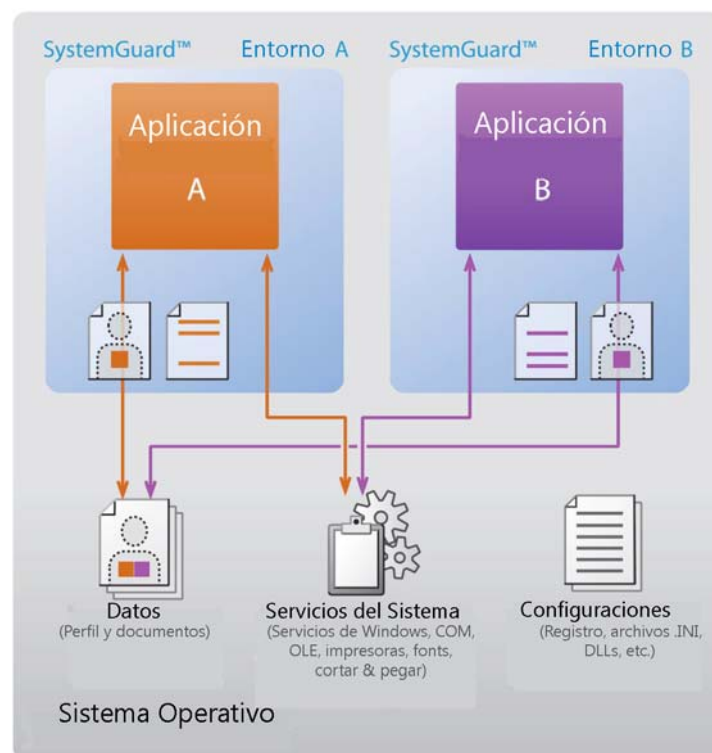 SystemGuard™ Entorno A
SystemGuard™ Entorno B
Aplicación
A
Aplicación
B
Datos
(Perfil y documentos)
Servicios del Sistema
(Servicios de Windows, COM,
OLE, impresoras, fonts,
cortar & pegar)
Configuraciones
(Registro, archivos .INI,
DLLs, etc.)
Sistema Operativo